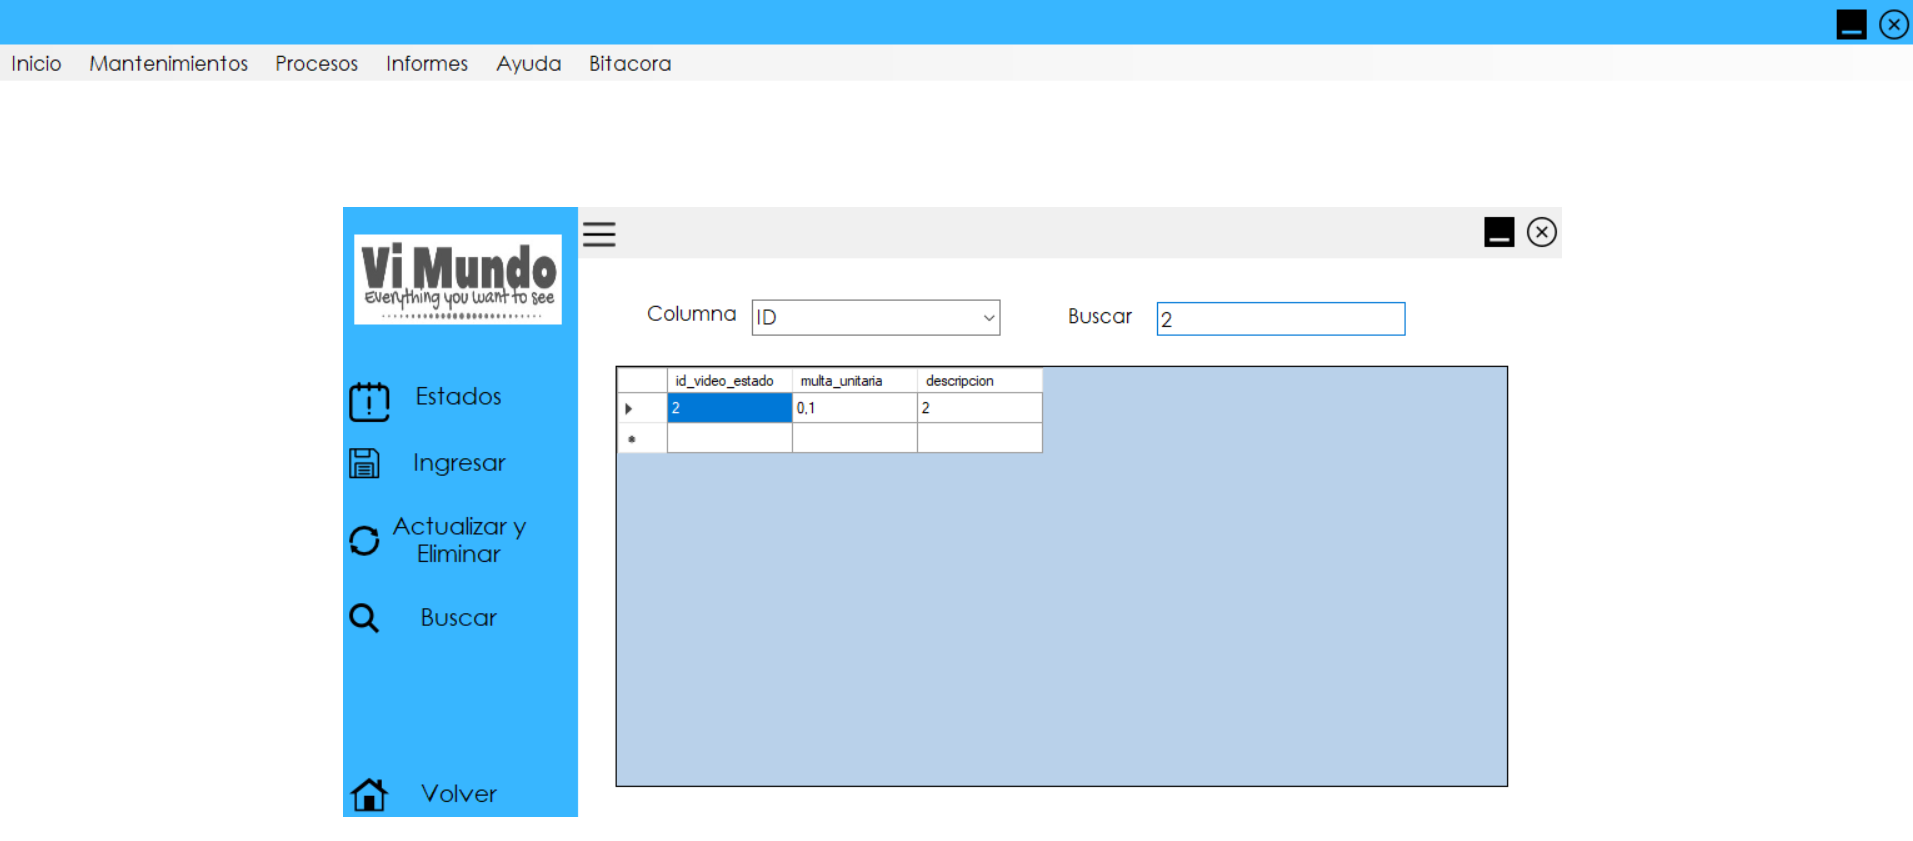 Inicio Mantenimientos Procesos Informes Ayuda Bitacora
Vi Mundo
Everything you want to see
Columna ID Buscar 2
id_video_estado multa_unitaria descripcion
2 0,1 2
Estados
Ingresar
Actualizar y
Eliminar
Buscar
Volver